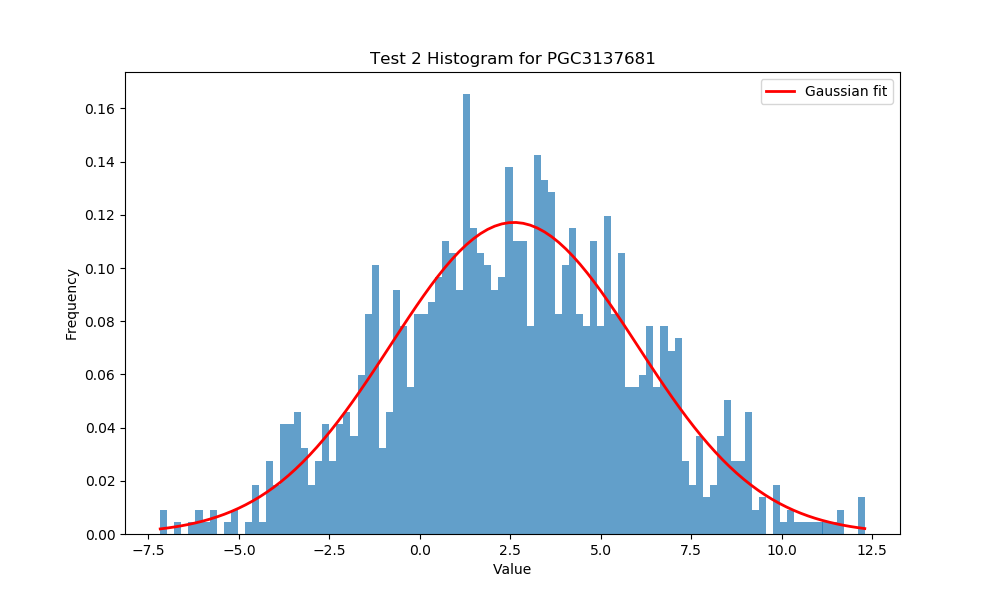 Test 2 Histogram for PGC3137681
Gaussian fit
0.16
0.14
0.12
0.10
0.08
0.06
0.04
0.02
0.00
Frequency
−7.5 −5.0 −2.5 0.0 2.5 5.0 7.5 10.0 12.5
Value